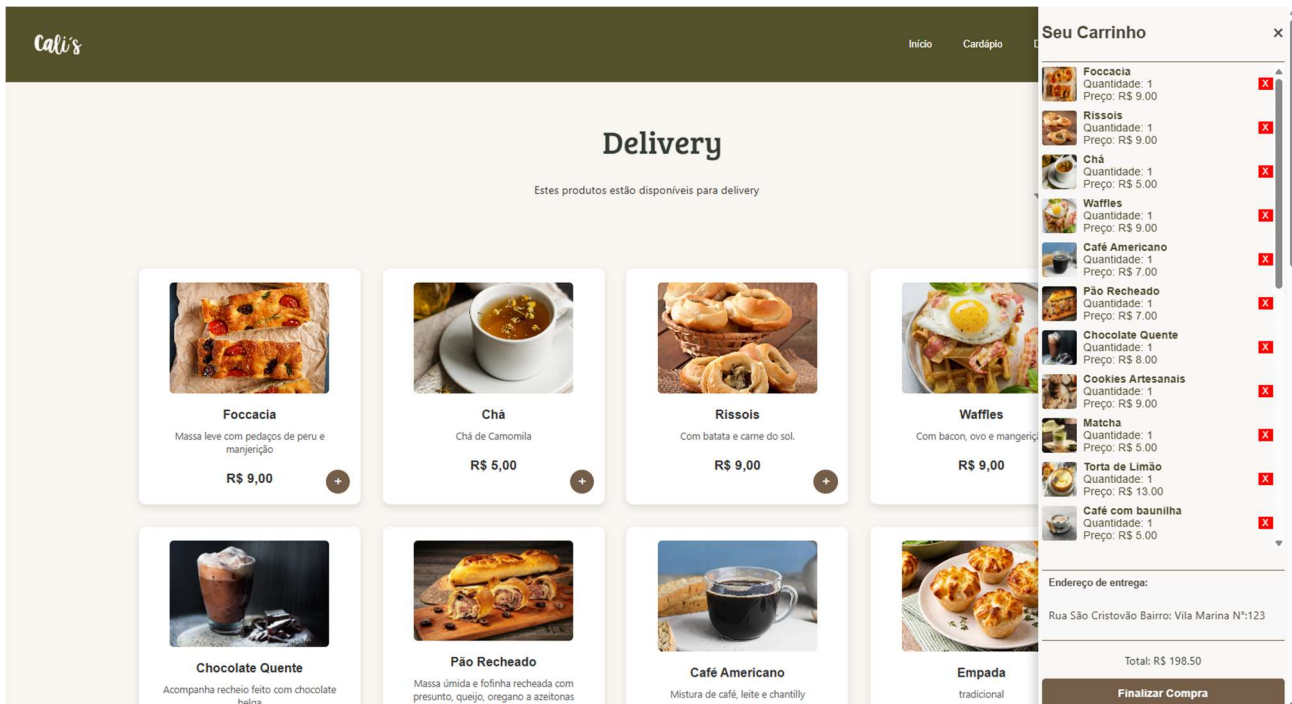 Cali's
Início
Cardápio
Delivery
Estes produtos estão disponíveis para delivery
Foccacia
Massa leve com pedaços de peru e
manjerição
R$ 9,00
+
Chá
Chá de Camomila
R$ 5,00
+
Rissois
Com batata e carne do sol.
R$ 9,00
+
Waffles
Com bacon, ovo e
R$ 9,00
Chocolate Quente
Acompanha recheio feito com chocolate
belga
Pão Recheado
Massa úmida e fofinha recheada com
presunto, queijo, oregano a azeitonas
Café Americano
Mistura de café, leite e chantilly
Empada
tradicional
Seu Carrinho
×
Foccacia
Quantidade: 1
Preço: R$ 9.00
X
Rissois
Quantidade: 1
Preço: R$ 9.00
X
Chá
Quantidade: 1
Preço: R$ 5.00
X
Waffles
Quantidade: 1
Preço: R$ 9.00
X
Café Americano
Quantidade: 1
Preço: R$ 7.00
X
Pão Recheado
Quantidade: 1
Preço: R$ 7.00
X
Chocolate Quente
Quantidade: 1
Preço: R$ 8.00
X
Cookies Artesanais
Quantidade: 1
Preço: R$ 9.00
X
Matcha
Quantidade: 1
Preço: R$ 5.00
X
Torta de Limão
Quantidade: 1
Preço: R$ 13.00
X
Café com baunilha
Quantidade: 1
Preço: R$ 5.00
X
Endereço de entrega:
Rua São Cristovão Bairro: Vila Marina N°:123
Total: R$ 198.50
Finalizar Compra